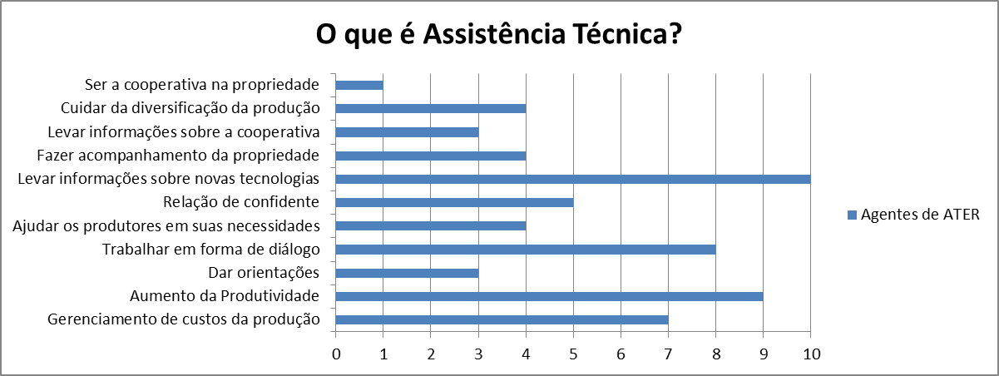 O que é Assistência Técnica?
Ser a cooperativa na propriedade
Cuidar da diversificação da produção
Levar informações sobre a cooperativa
Fazer acompanhamento da propriedade
Levar informações sobre novas tecnologias
Relação de confidente
Ajudar os produtores em suas necessidades
Trabalhar em forma de diálogo
Dar orientações
Aumento da Produtividade
Gerenciamento de custos da produção
0 1 2 3 4 5 6 7 8 9 10
Agentes de ATER